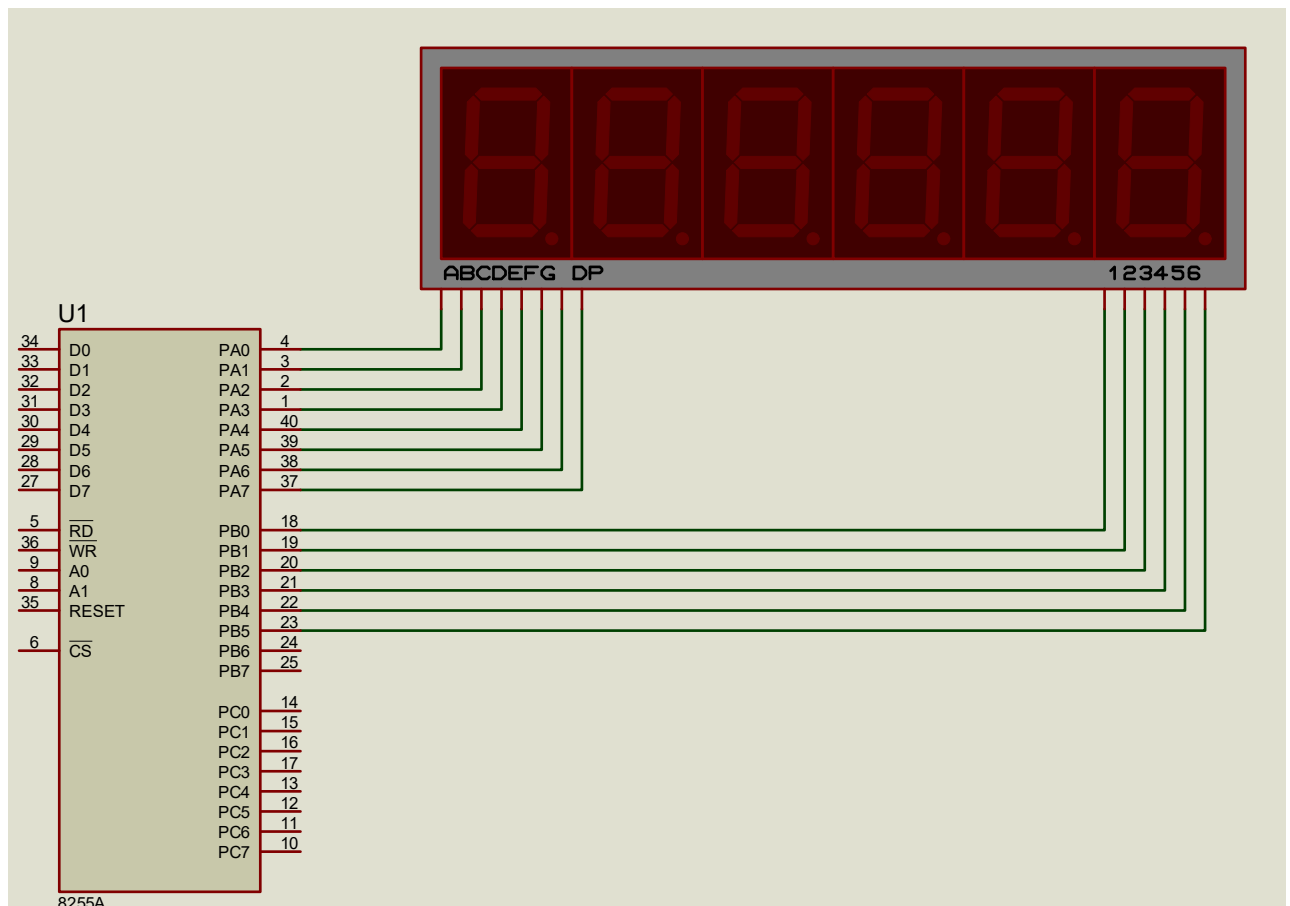 ABCDEFG DP
123456
U1
34 D0 PA0 4
33 D1 PA1 3
32 D2 PA2 2
31 D3 PA3 1
30 D4 PA4 40
29 D5 PA5 39
28 D6 PA6 38
27 D7 PA7 37
5 RD PB0 18
36 WR PB1 19
9 A0 PB2 20
8 A1 PB3 21
35 RESET PB4 22
PB5 23
6 CS PB6 24
PB7 25
PC0 14
PC1 15
PC2 16
PC3 17
PC4 13
PC5 12
PC6 11
PC7 10
8255A